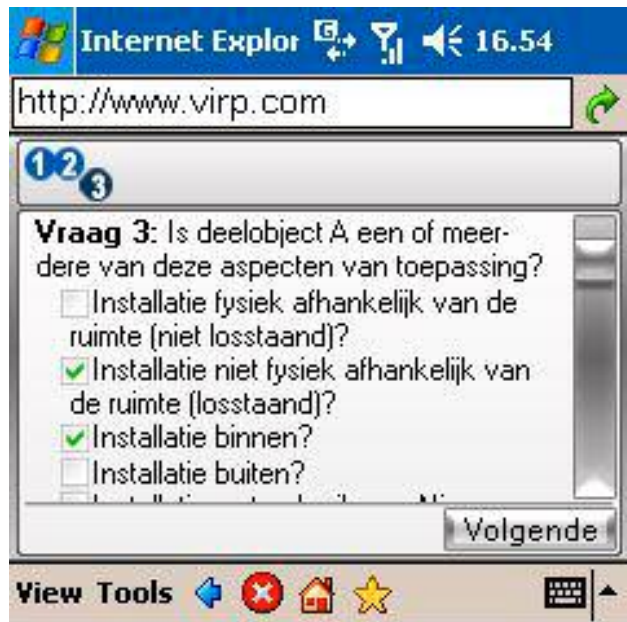 Internet Explor 16.54
http://www.virp.com
123
Vraag 3: Is deelobject A een of meer-
dere van deze aspecten van toepassing?
Installatie fysiek afhankelijk van de
ruimte (niet losstaand)?
Installatie niet fysiek afhankelijk van
de ruimte (losstaand)?
Installatie binnen?
Installatie buiten?
Volgende
View Tools